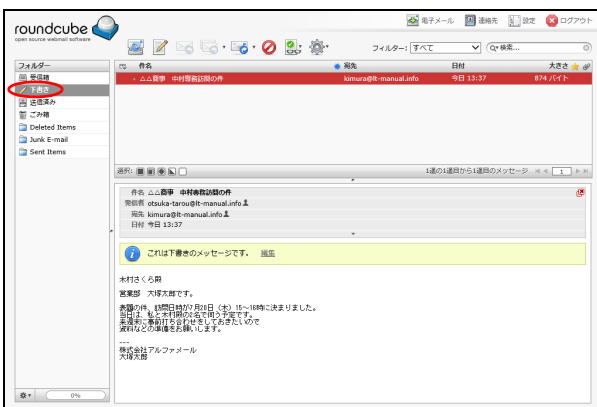 roundcube
open source webmail software
電子メール 連絡先 設定 ログアウト
フィルター: すべて 検索...
フォルダー
受信箱
下書き
送信済み
ごみ箱
Deleted Items
Junk E-mail
Sent Items
件名 宛先 日付 大きさ
△△商事 中村専務訪問の件 kimura@lt-manual.info 今日 13:37 874 バイト
選択: 1通の1通目から1通目のメッセージ 1
件名 △△商事 中村専務訪問の件
発信者 otsuka-tarou@lt-manual.info
宛先 kimura@lt-manual.info
日付 今日 13:37
これは下書きのメッセージです。 編集
木村さくら殿
営業部 大塚太郎です。
表題の件、訪問日時が7月28日（木）15～16時に決まりました。
当日は、私と木村殿の2名で伺う予定です。
来週末に事前打ち合わせをしておきたいので
資料などの準備をお願いします。
---
株式会社アルファメール
大塚太郎
0%